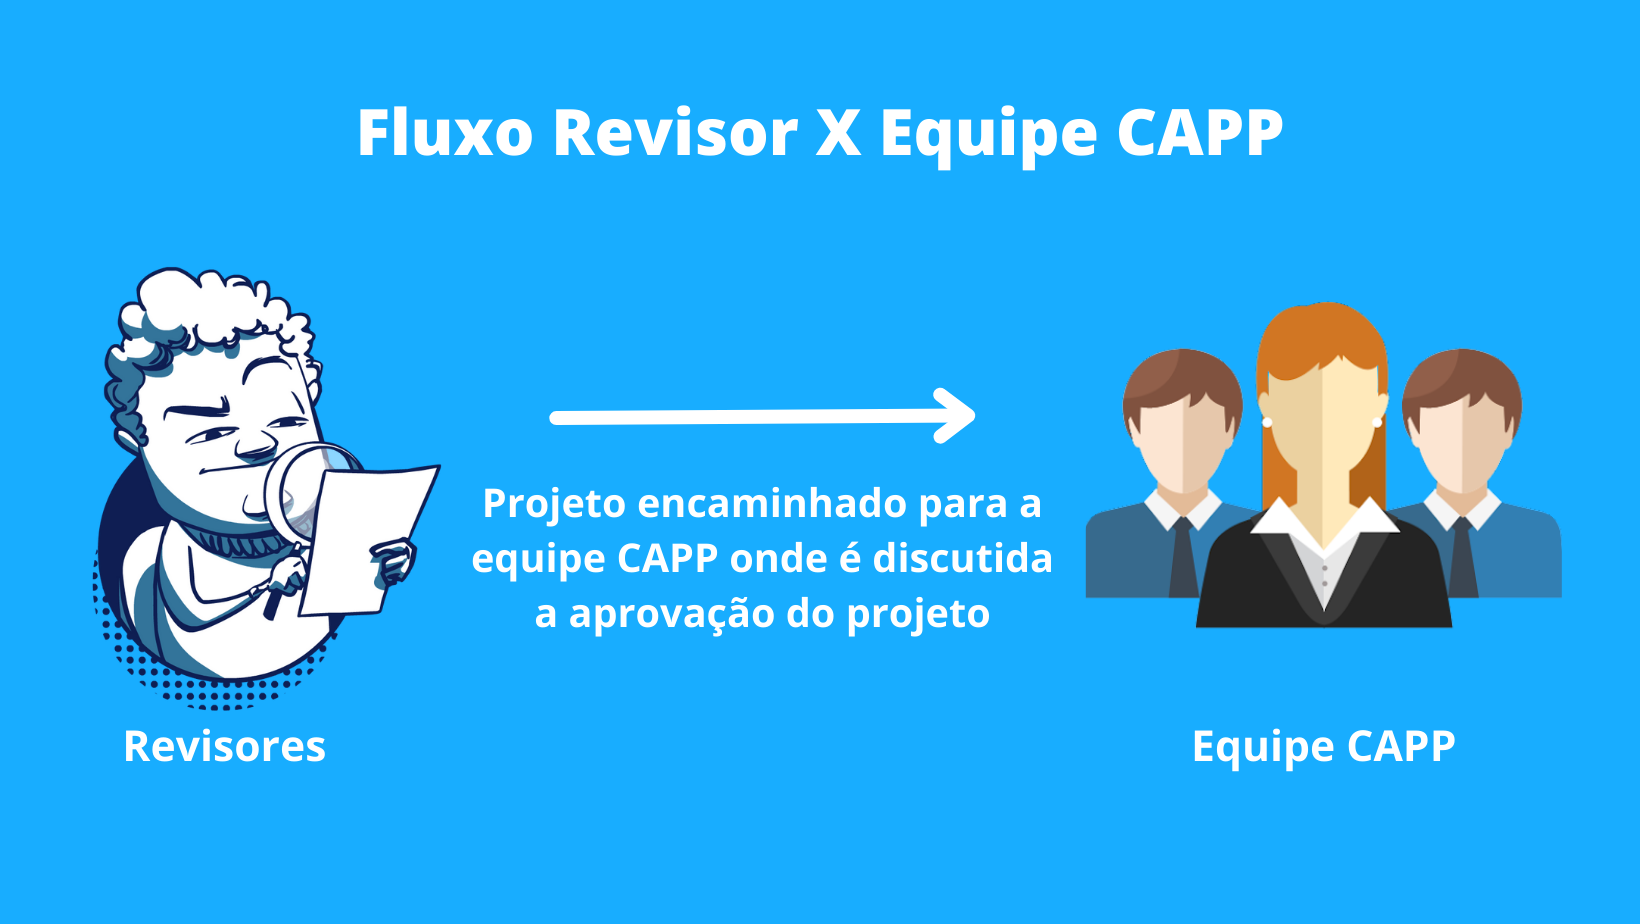 Fluxo Revisor X Equipe CAPP
Projeto encaminhado para a
equipe CAPP onde é discutida
a aprovação do projeto
Revisores
Equipe CAPP